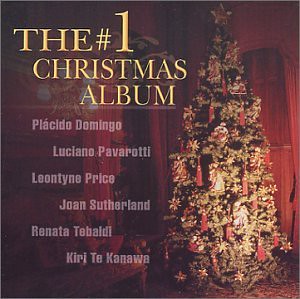 THE #1
CHRISTMAS
ALBUM
Plácido Domingo
Luciano Pavarotti
Leontyne Price
Joan Sutherland
Renata Tebaldi
Kiri Te Kanawa